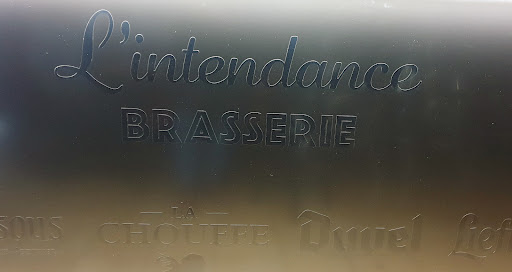 L'intendance
BRASSERIE
LA
CHOUFFE Duvel